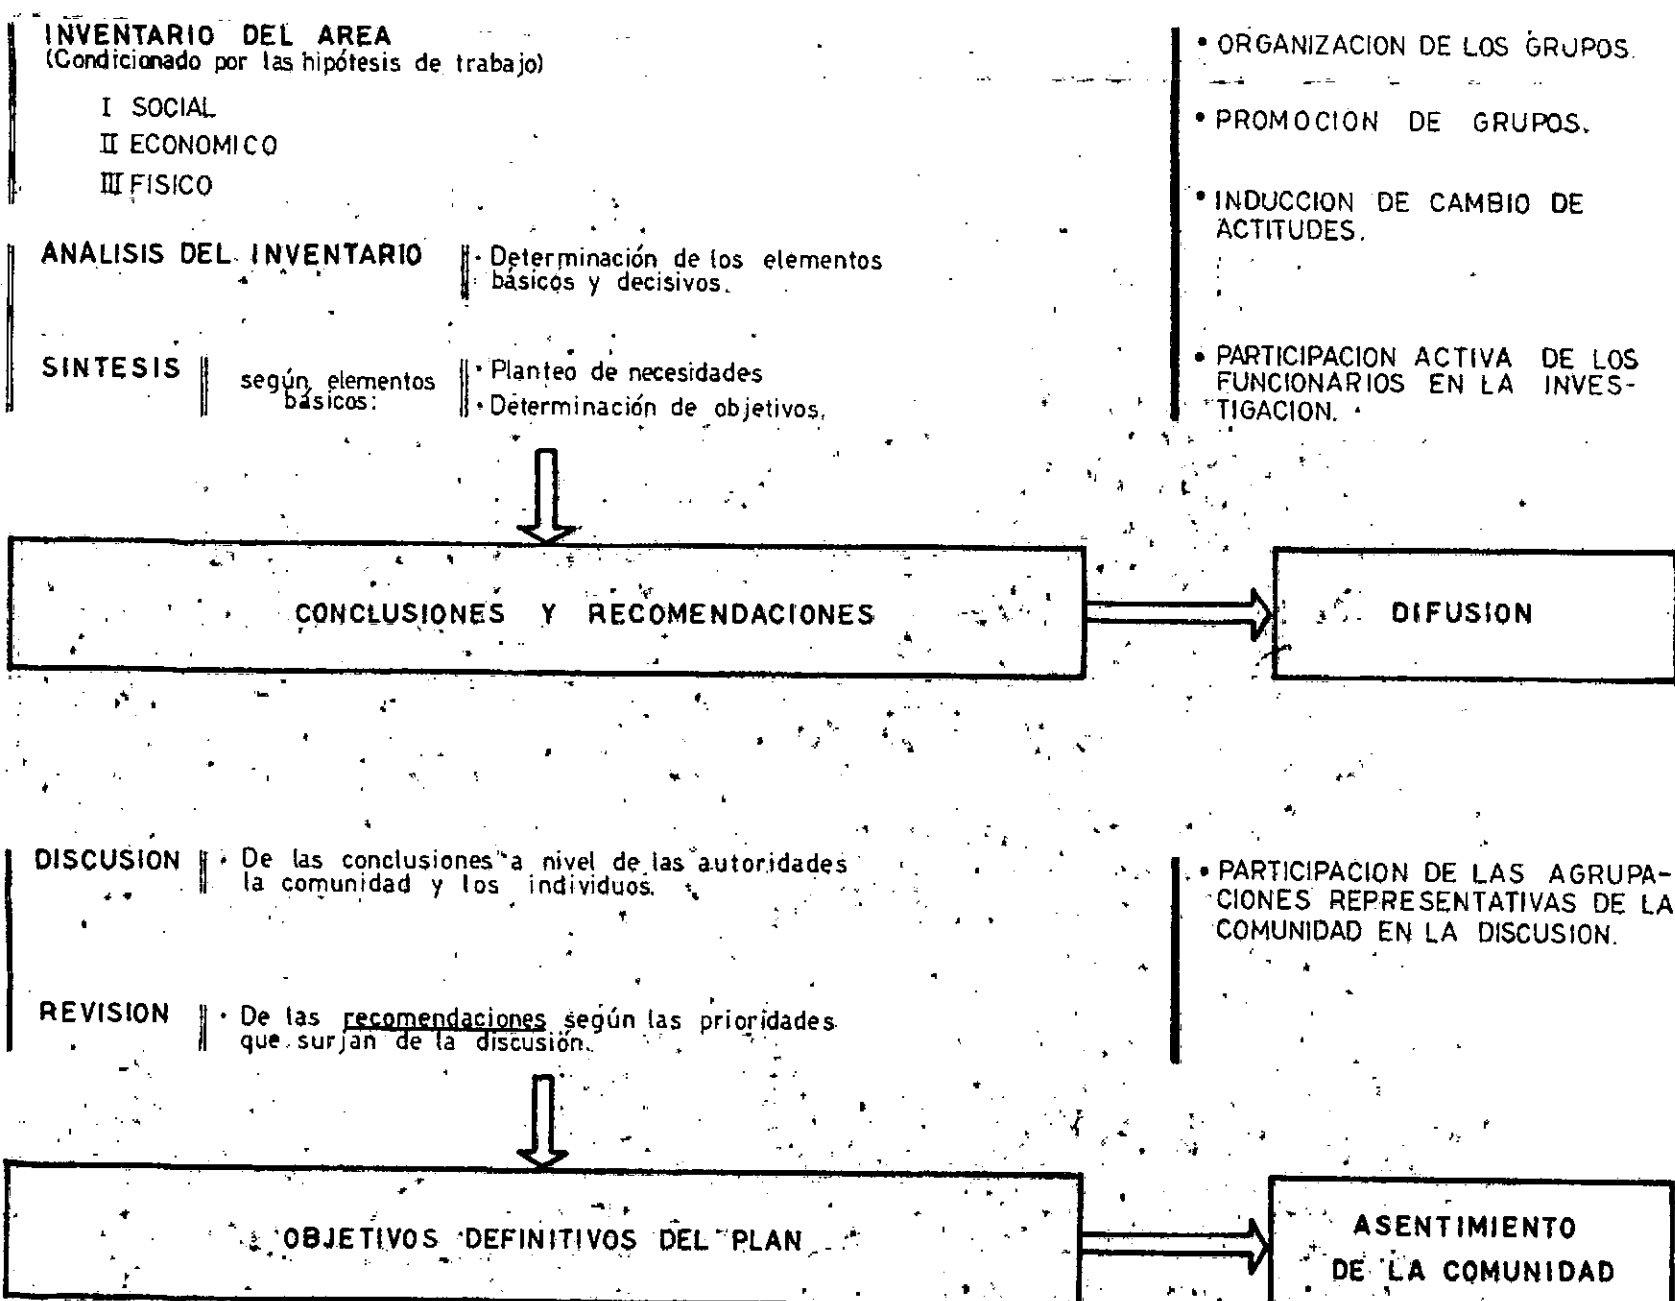 INVENTARIO DEL AREA
(Condicionado por las hipótesis de trabajo)
I SOCIAL
II ECONOMICO
III FISICO
ANALISIS DEL INVENTARIO
· Determinación de los elementos
básicos y decisivos.
SINTESIS
según elementos
básicos:
· Planteo de necesidades
· Determinación de objetivos.
• ORGANIZACION DE LOS GRUPOS.
• PROMOCION DE GRUPOS.
• INDUCCION DE CAMBIO DE
ACTITUDES.
• PARTICIPACION ACTIVA DE LOS
FUNCIONARIOS EN LA INVES-
TIGACION.
CONCLUSIONES Y RECOMENDACIONES
DIFUSION
DISCUSION
· De las conclusiones a nivel de las autoridades
la comunidad y los individuos.
REVISION
· De las recomendaciones según las prioridades
que surjan de la discusión.
• PARTICIPACION DE LAS AGRUPA-
CIONES REPRESENTATIVAS DE LA
COMUNIDAD EN LA DISCUSION.
OBJETIVOS DEFINITIVOS DEL PLAN
ASENTIMIENTO
DE LA COMUNIDAD